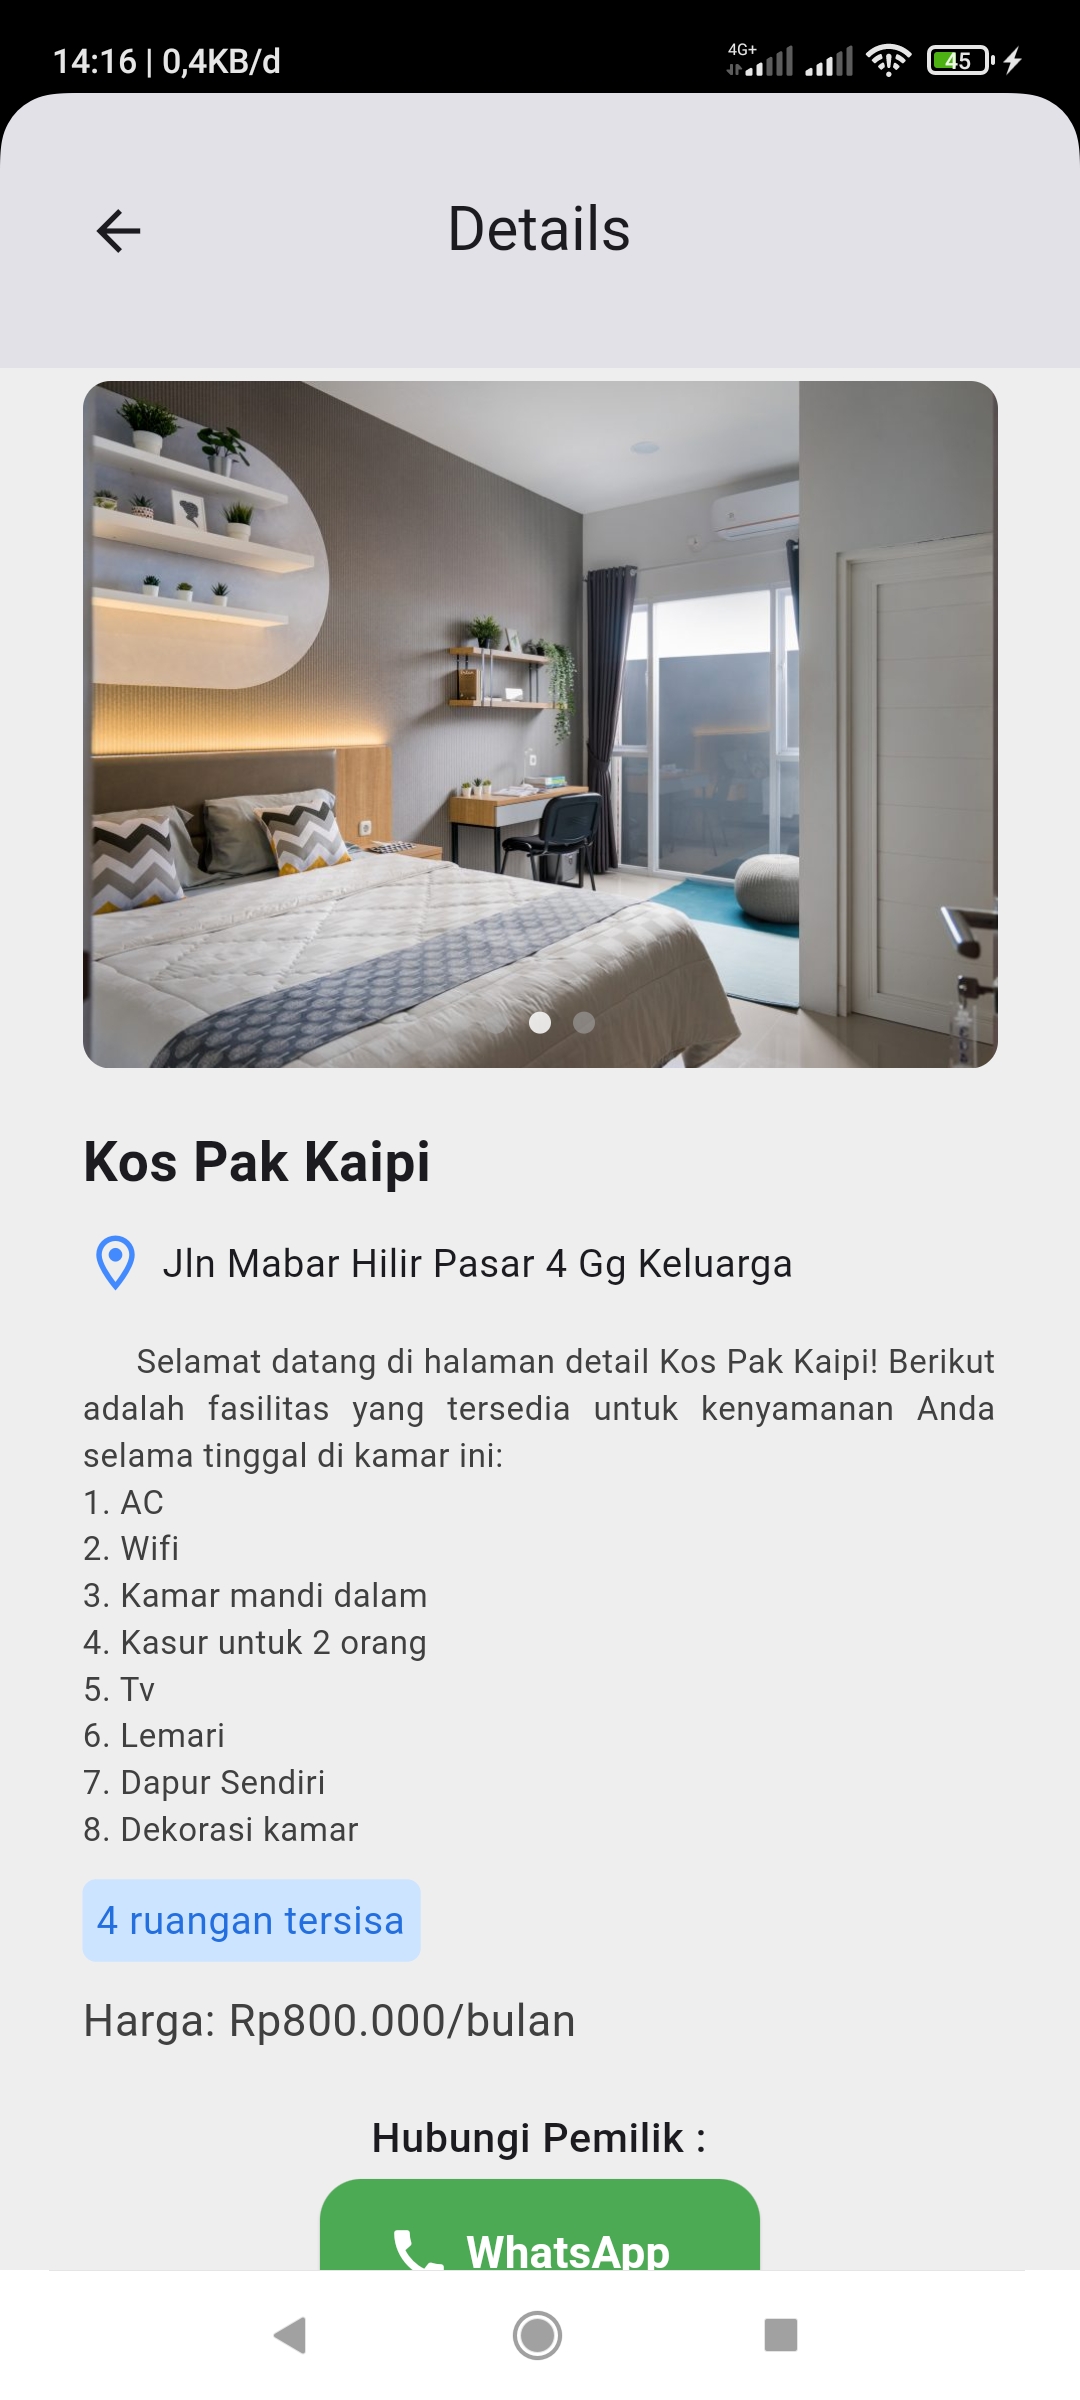 14:16 | 0,4KB/d
4G+
45
Details
Kos Pak Kaipi
Jln Mabar Hilir Pasar 4 Gg Keluarga
Selamat datang di halaman detail Kos Pak Kaipi! Berikut
adalah fasilitas yang tersedia untuk kenyamanan Anda
selama tinggal di kamar ini:
1. AC
2. Wifi
3. Kamar mandi dalam
4. Kasur untuk 2 orang
5. Tv
6. Lemari
7. Dapur Sendiri
8. Dekorasi kamar
4 ruangan tersisa
Harga: Rp800.000/bulan
Hubungi Pemilik :
WhatsApp